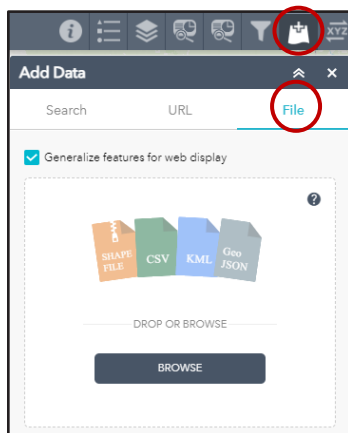 i
XYZ
Add Data
Search URL File
Generalize features for web display
?
SHAPE FILE CSV KML Geo JSON
DROP OR BROWSE
BROWSE